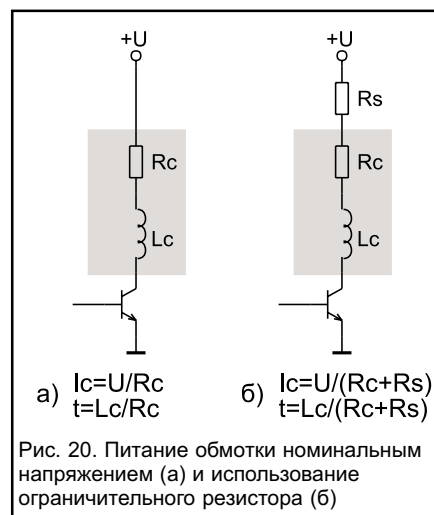 +U
+U
Rs
Rc
Rc
Lc
Lc
а) Ic=U/Rc
t=Lc/Rc
б) Ic=U/(Rc+Rs)
t=Lc/(Rc+Rs)
Рис. 20. Питание обмотки номинальным
напряжением (а) и использование
ограничительного резистора (б)